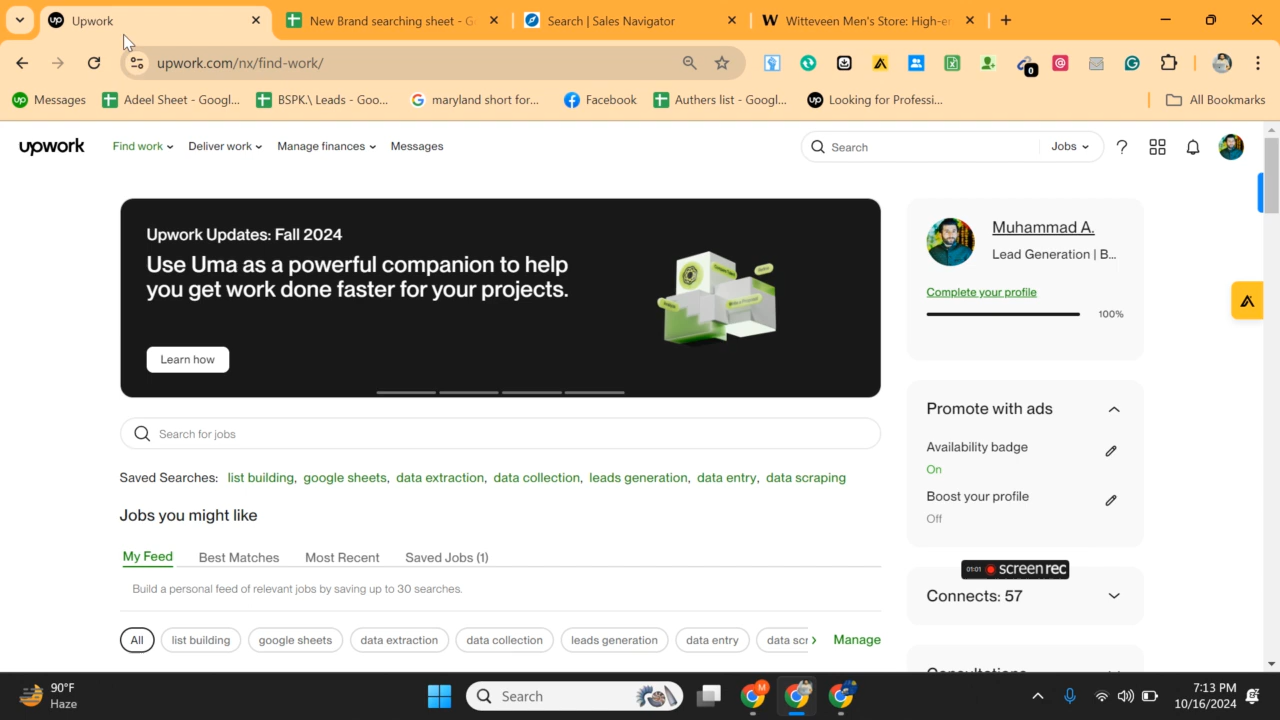 Upwork
New Brand searching sheet - G
Search | Sales Navigator
W Witteveen Men's Store: High-en
upwork.com/nx/find-work/
0
up Messages
Adeel Sheet - Googl...
BSPK.\ Leads - Goo...
maryland short for...
Facebook
Authers list - Googl...
Looking for Professi...
All Bookmarks
upwork
Find work
Deliver work
Manage finances
Messages
Search
Jobs
Upwork Updates: Fall 2024
Use Uma as a powerful companion to help
you get work done faster for your projects.
Learn how
Muhammad A.
Lead Generation | B...
Complete your profile
100%
Search for jobs
Promote with ads
Availability badge
On
Boost your profile
Off
Saved Searches: list building, google sheets, data extraction, data collection, leads generation, data entry, data scraping
Jobs you might like
My Feed
Best Matches
Most Recent
Saved Jobs (1)
Build a personal feed of relevant jobs by saving up to 30 searches.
01:01 screenrec
Connects: 57
All
list building
google sheets
data extraction
data collection
leads generation
data entry
data scr
Manage
90°F
Haze
Search
7:13 PM
10/16/2024